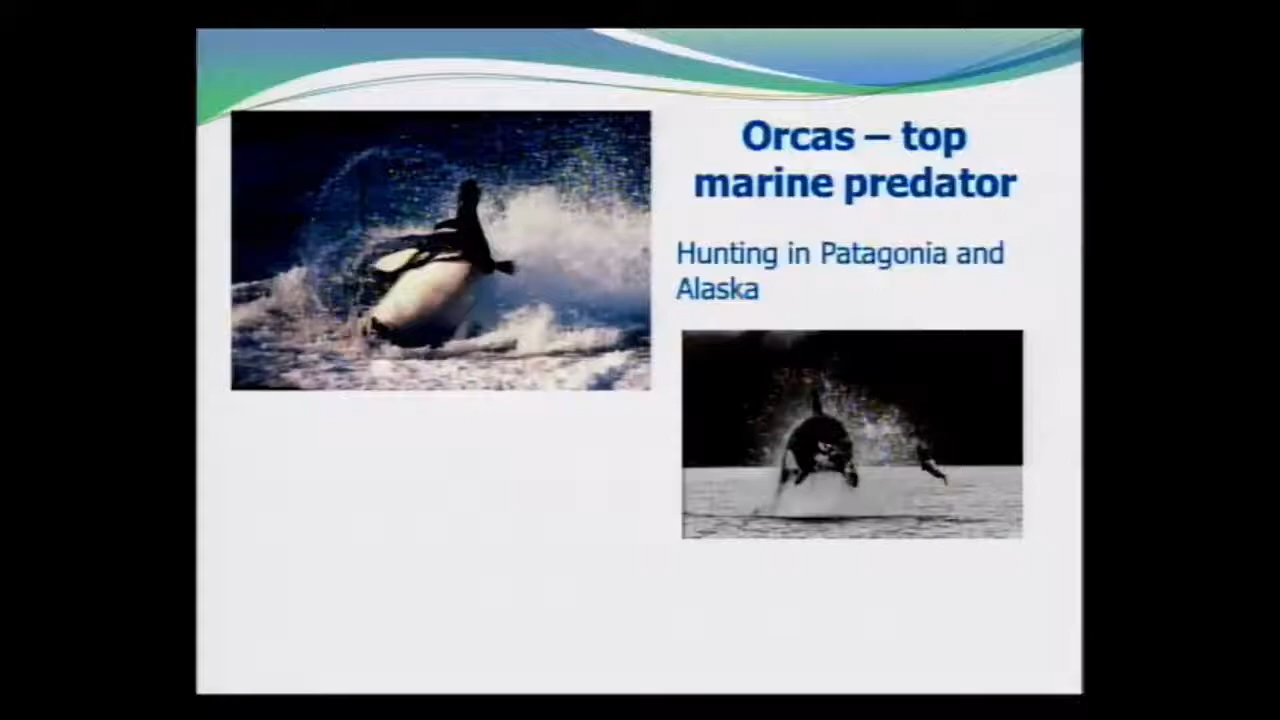 Orcas – top
marine predator
Hunting in Patagonia and
Alaska